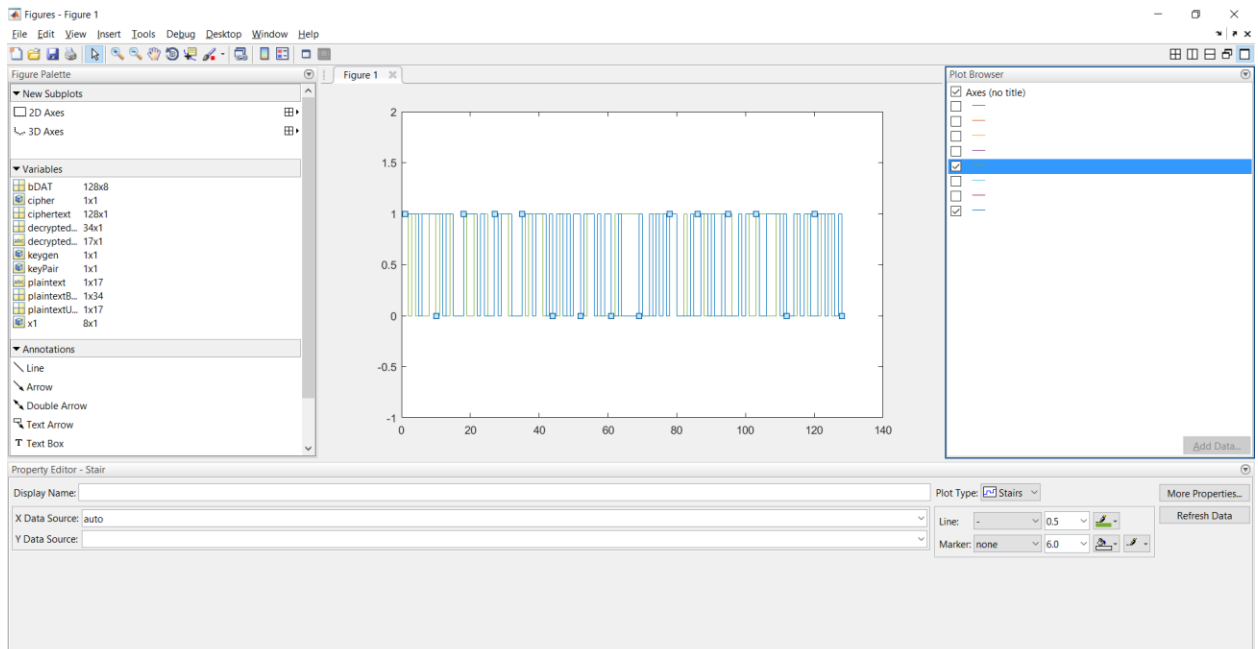 Figures - Figure 1
File Edit View Insert Tools Debug Desktop Window Help
Figure Palette
New Subplots
2D Axes
3D Axes
Variables
bDAT 128x8
cipher 1x1
ciphertext 128x1
decrypted... 34x1
decrypted... 17x1
keygen 1x1
keyPair 1x1
plaintext 1x17
plaintextB... 1x34
plaintextU... 1x17
x1 8x1
Annotations
Line
Arrow
Double Arrow
Text Arrow
T Text Box
Figure 1
2
1.5
1
0.5
0
-0.5
-1
0 20 40 60 80 100 120 140
Plot Browser
Axes (no title)
Add Data...
Property Editor - Stair
Display Name:
X Data Source: auto
Y Data Source:
Plot Type: Stairs
Line: - 0.5
Marker: none 6.0
More Properties...
Refresh Data